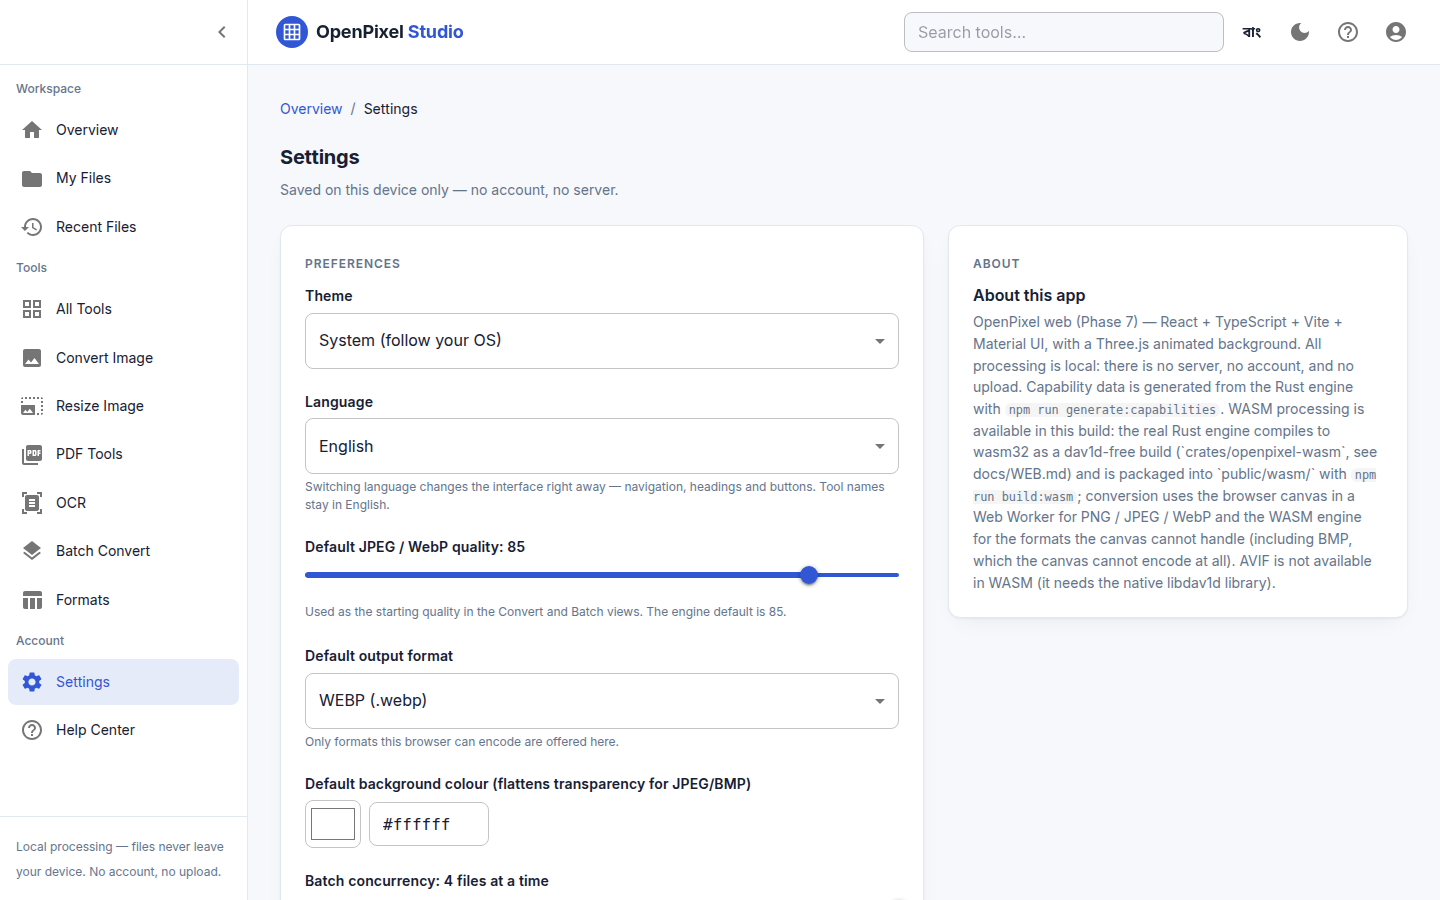 OpenPixel Studio
Search tools...
বাং
Workspace
Overview
My Files
Recent Files
Tools
All Tools
Convert Image
Resize Image
PDF Tools
OCR
Batch Convert
Formats
Account
Settings
Help Center
Local processing — files never leave
your device. No account, no upload.
Overview / Settings
Settings
Saved on this device only — no account, no server.
PREFERENCES
Theme
System (follow your OS)
Language
English
Switching language changes the interface right away — navigation, headings and buttons. Tool names
stay in English.
Default JPEG / WebP quality: 85
Used as the starting quality in the Convert and Batch views. The engine default is 85.
Default output format
WEBP (.webp)
Only formats this browser can encode are offered here.
Default background colour (flattens transparency for JPEG/BMP)
#ffffff
Batch concurrency: 4 files at a time
ABOUT
About this app
OpenPixel web (Phase 7) — React + TypeScript + Vite +
Material UI, with a Three.js animated background. All
processing is local: there is no server, no account, and no
upload. Capability data is generated from the Rust engine
with npm run generate:capabilities. WASM processing is
available in this build: the real Rust engine compiles to
wasm32 as a dav1d-free build (`crates/openpixel-wasm`, see
docs/WEB.md) and is packaged into `public/wasm/` with npm
run build:wasm; conversion uses the browser canvas in a
Web Worker for PNG / JPEG / WebP and the WASM engine
for the formats the canvas cannot handle (including BMP,
which the canvas cannot encode at all). AVIF is not available
in WASM (it needs the native libdav1d library).